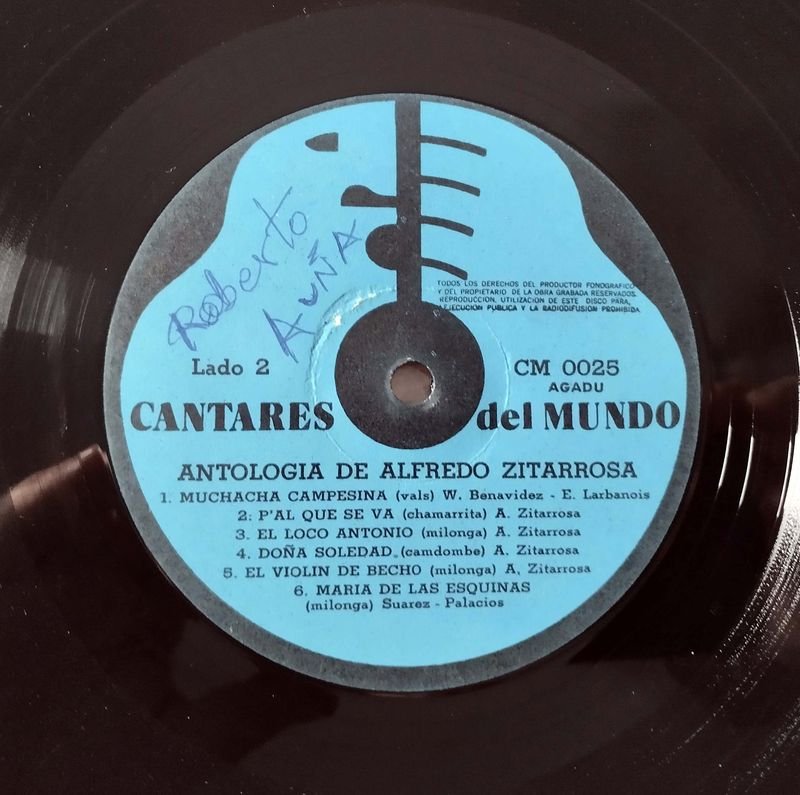 Roberto
AUÑA
TODOS LOS DERECHOS DEL PRODUCTOR FONOGRAFICO
Y DEL PROPIETARIO DE LA OBRA GRABADA RESERVADOS
REPRODUCCION, UTILIZACION DE ESTE DISCO PARA,
EJECUCION PUBLICA Y LA RADIODIFUSION PROHIBIDA
Lado 2
CM 0025
AGADU
CANTARES del MUNDO
ANTOLOGIA DE ALFREDO ZITARROSA
1. MUCHACHA CAMPESINA (vals) W. Benavidez - E. Larbanois
2: P'AL QUE SE VA (chamarrita) A. Zitarrosa
3. EL LOCO ANTONIO (milonga) A. Zitarrosa
4. DOÑA SOLEDAD. (camdombe) A. Zitarrosa
5. EL VIOLIN DE BECHO (milonga) A, Zitarrosa
6. MARIA DE LAS ESQUINAS
(milonga) Suarez - Palacios